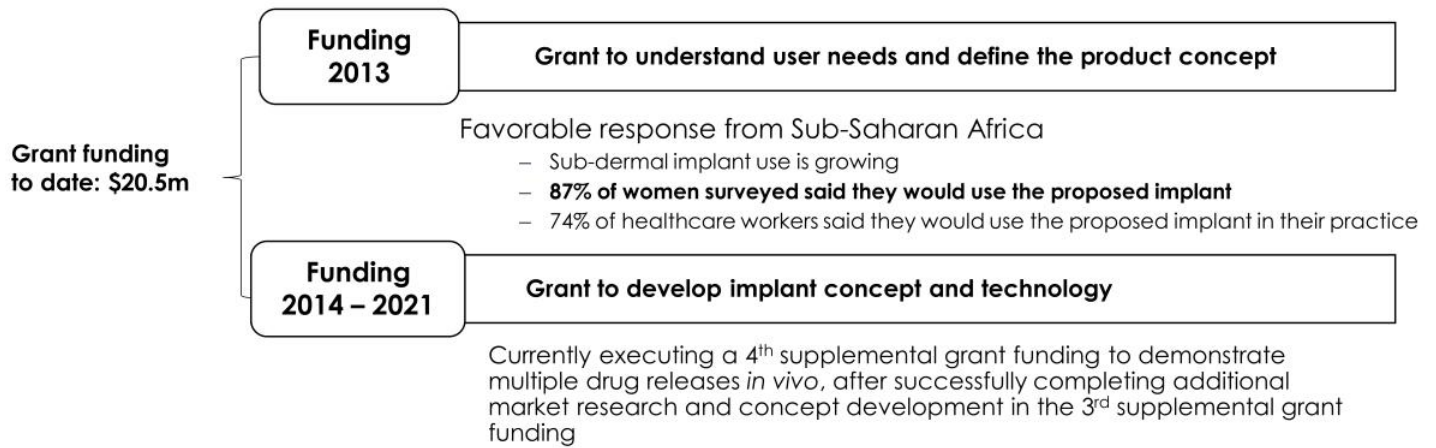 Funding
2013
Grant to understand user needs and define the product concept
Favorable response from Sub-Saharan Africa
– Sub-dermal implant use is growing
– 87% of women surveyed said they would use the proposed implant
– 74% of healthcare workers said they would use the proposed implant in their practice
Grant funding
to date: $20.5m
Funding
2014 – 2021
Grant to develop implant concept and technology
Currently executing a 4th supplemental grant funding to demonstrate
multiple drug releases in vivo, after successfully completing additional
market research and concept development in the 3rd supplemental grant
funding